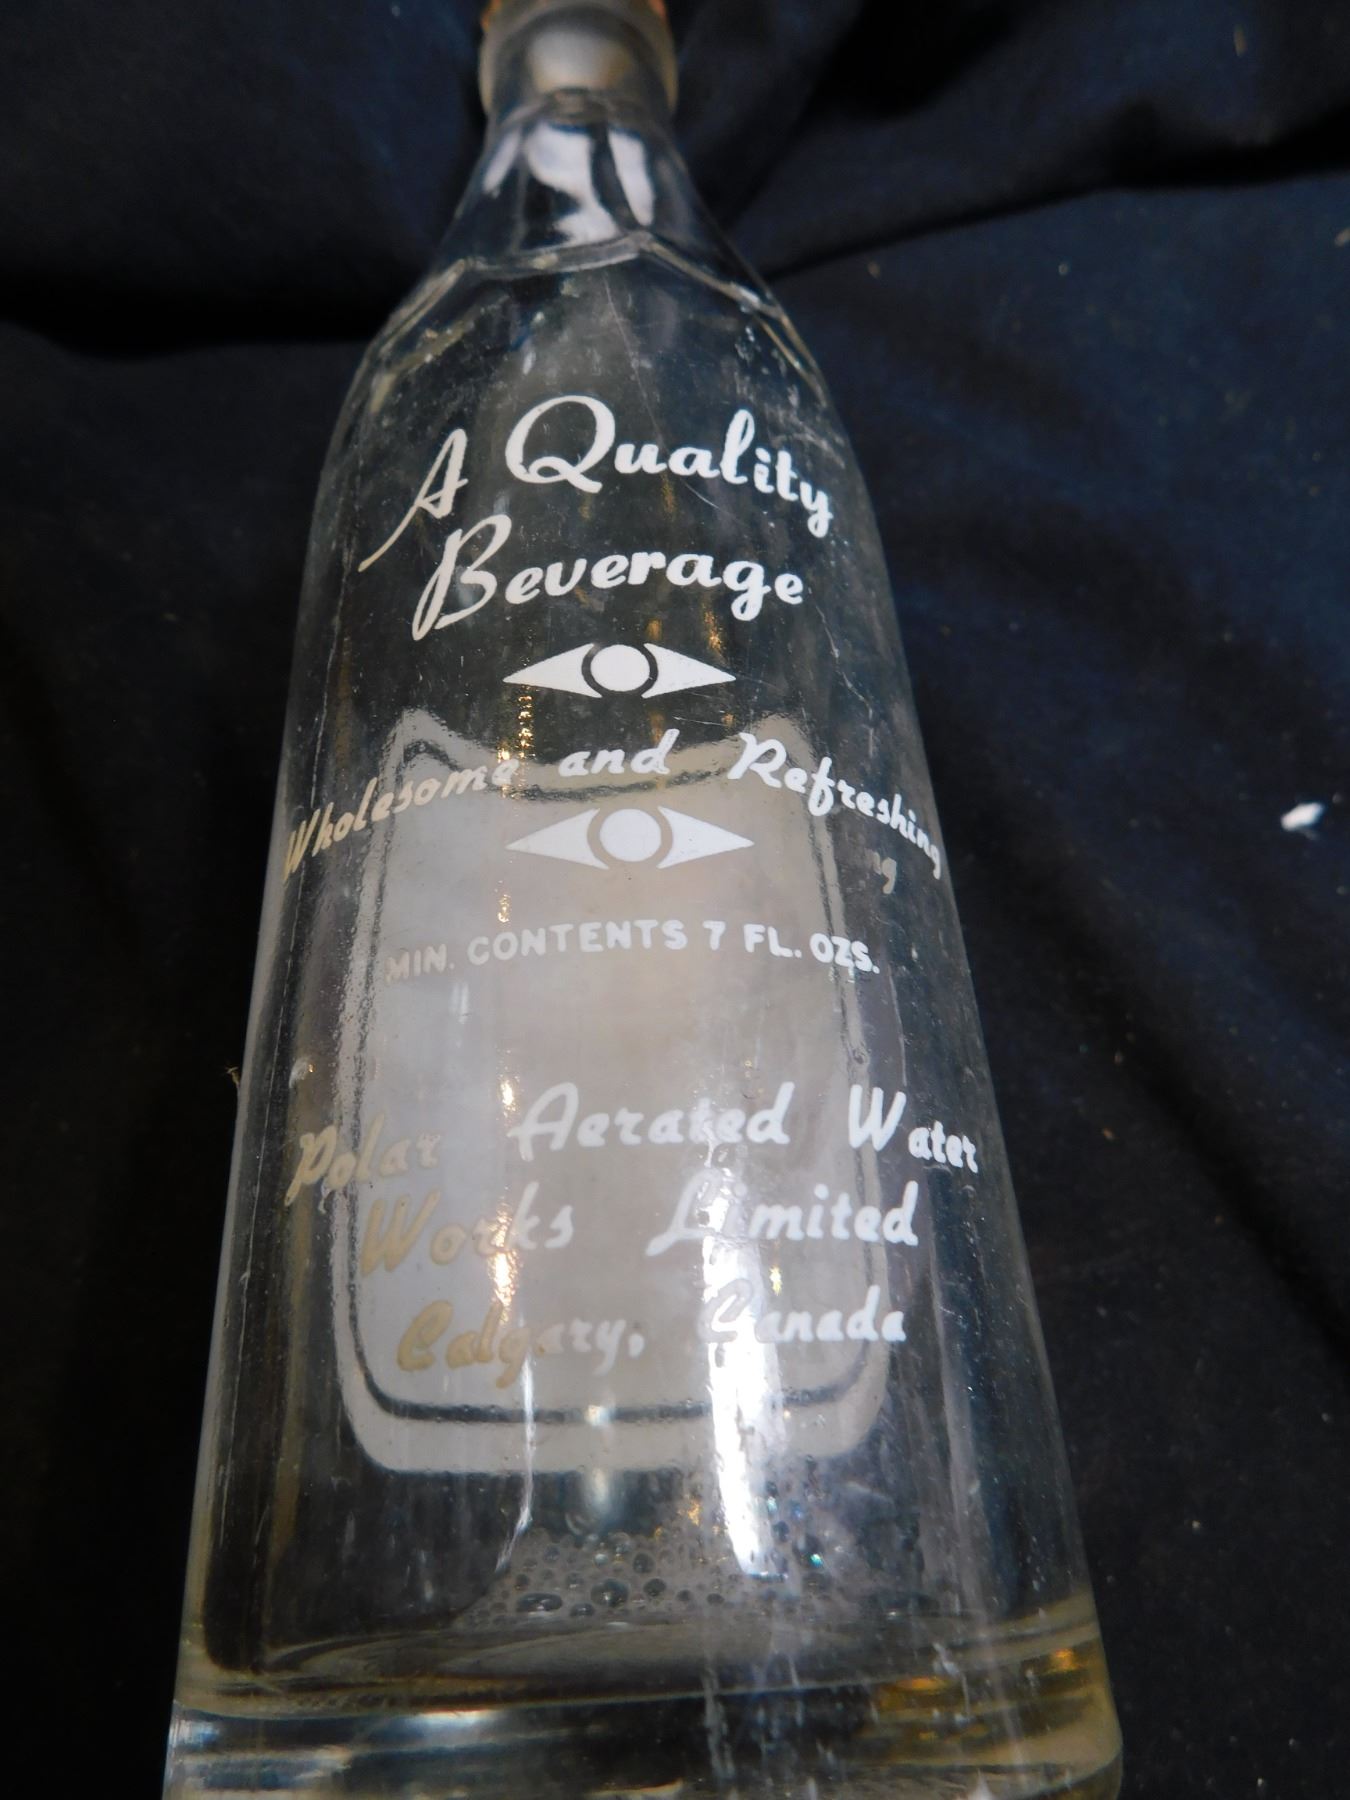 A Quality
Beverage
Wholesome and Refreshing
MIN. CONTENTS 7 FL. OZS.
Polar Aerated Water
Works Limited
Calgary, Canada